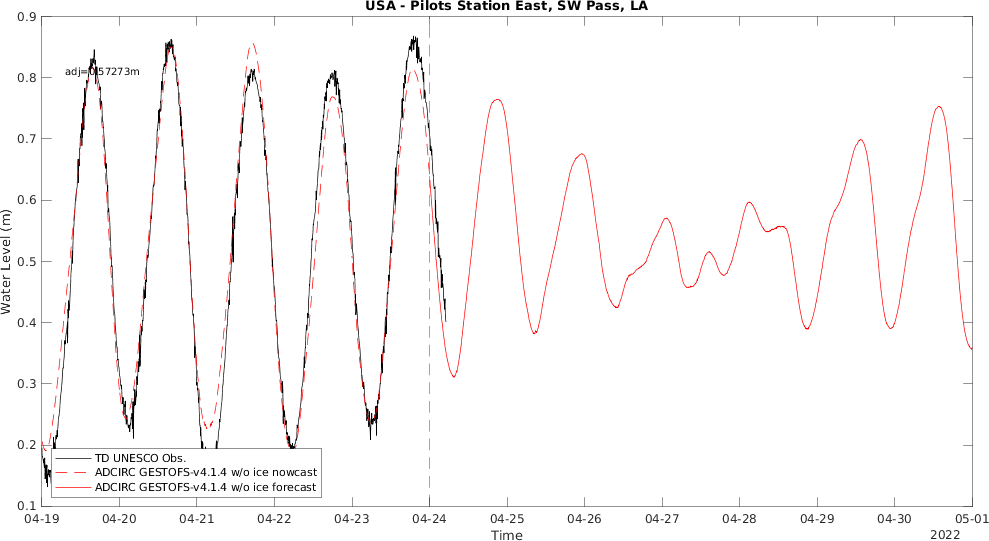 USA - Pilots Station East, SW Pass, LA
0.9
0.8
0.7
0.6
0.5
0.4
0.3
0.2
0.1
Water Level (m)
adj=0.57273m
TD UNESCO Obs.
ADCIRC GESTOFS-v4.1.4 w/o ice nowcast
ADCIRC GESTOFS-v4.1.4 w/o ice forecast
04-19 04-20 04-21 04-22 04-23 04-24 04-25 04-26 04-27 04-28 04-29 04-30 05-01
Time
2022